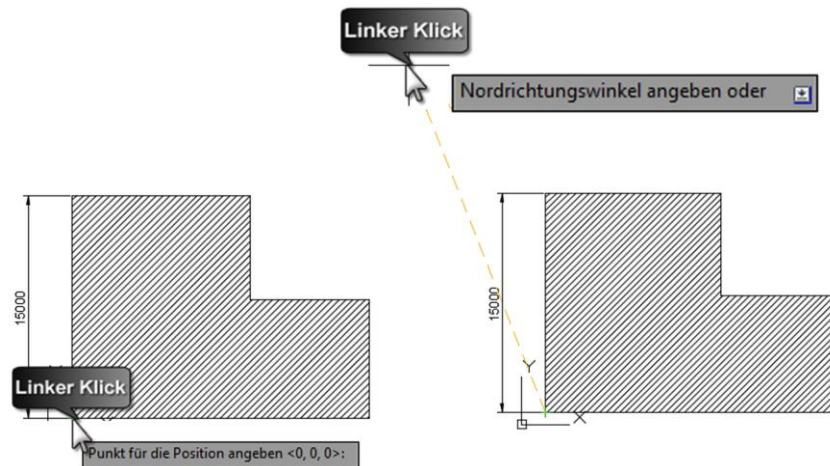 Linker Klick
Nordrichtungswinkel angeben oder
15000
15000
Y
Linker Klick
X
Punkt für die Position angeben <0, 0, 0>: